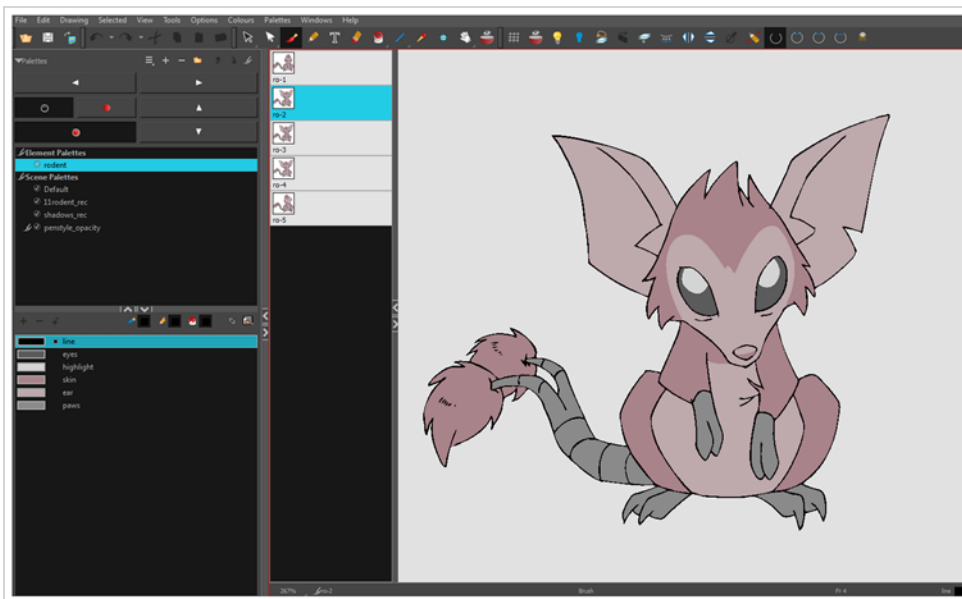 File Edit Drawing Selected View Tools Options Colours Palettes Windows Help
Palettes
Element Palettes
rodent
Scene Palettes
Default
11rodent_rec
shadows_rec
penstyle_opacity
line
eyes
highlight
skin
ear
paws
ro-1
ro-2
ro-3
ro-4
ro-5
267% ro-2 Brush Fr 4 line